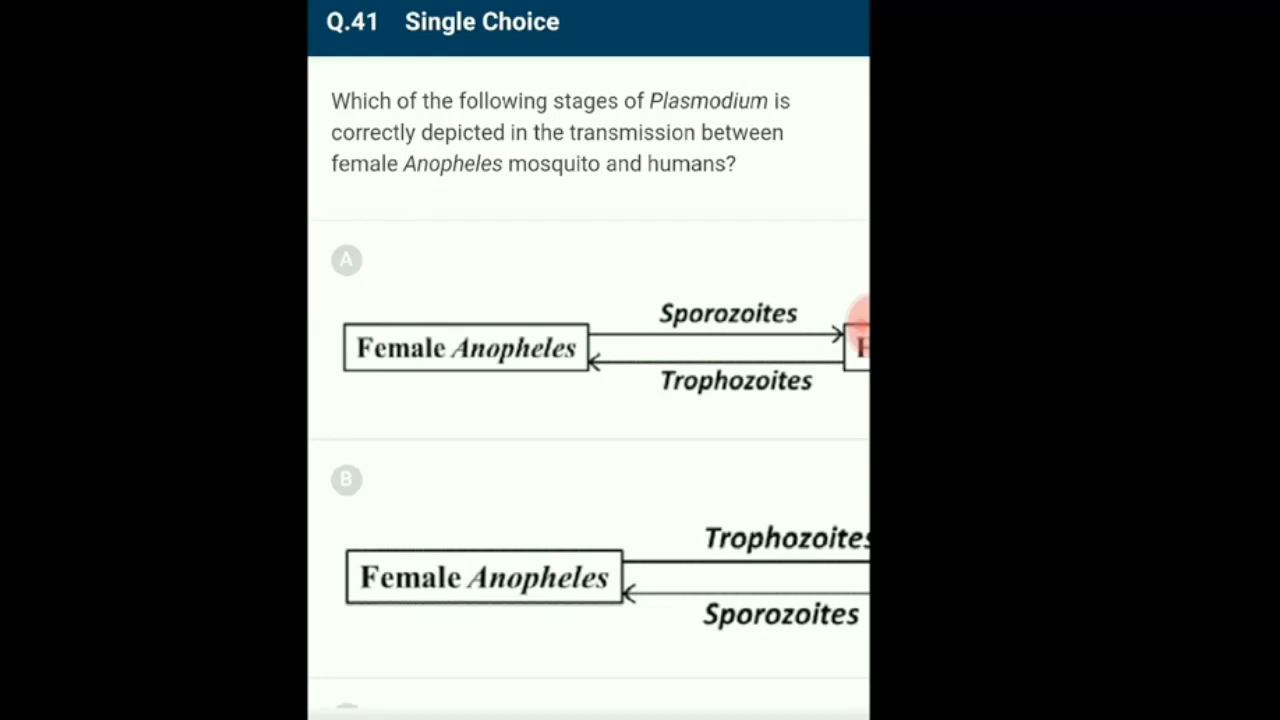 Q.41 Single Choice
Which of the following stages of Plasmodium is
correctly depicted in the transmission between
female Anopheles mosquito and humans?
A
Sporozoites
Female Anopheles
Trophozoites
B
Trophozoites
Female Anopheles
Sporozoites